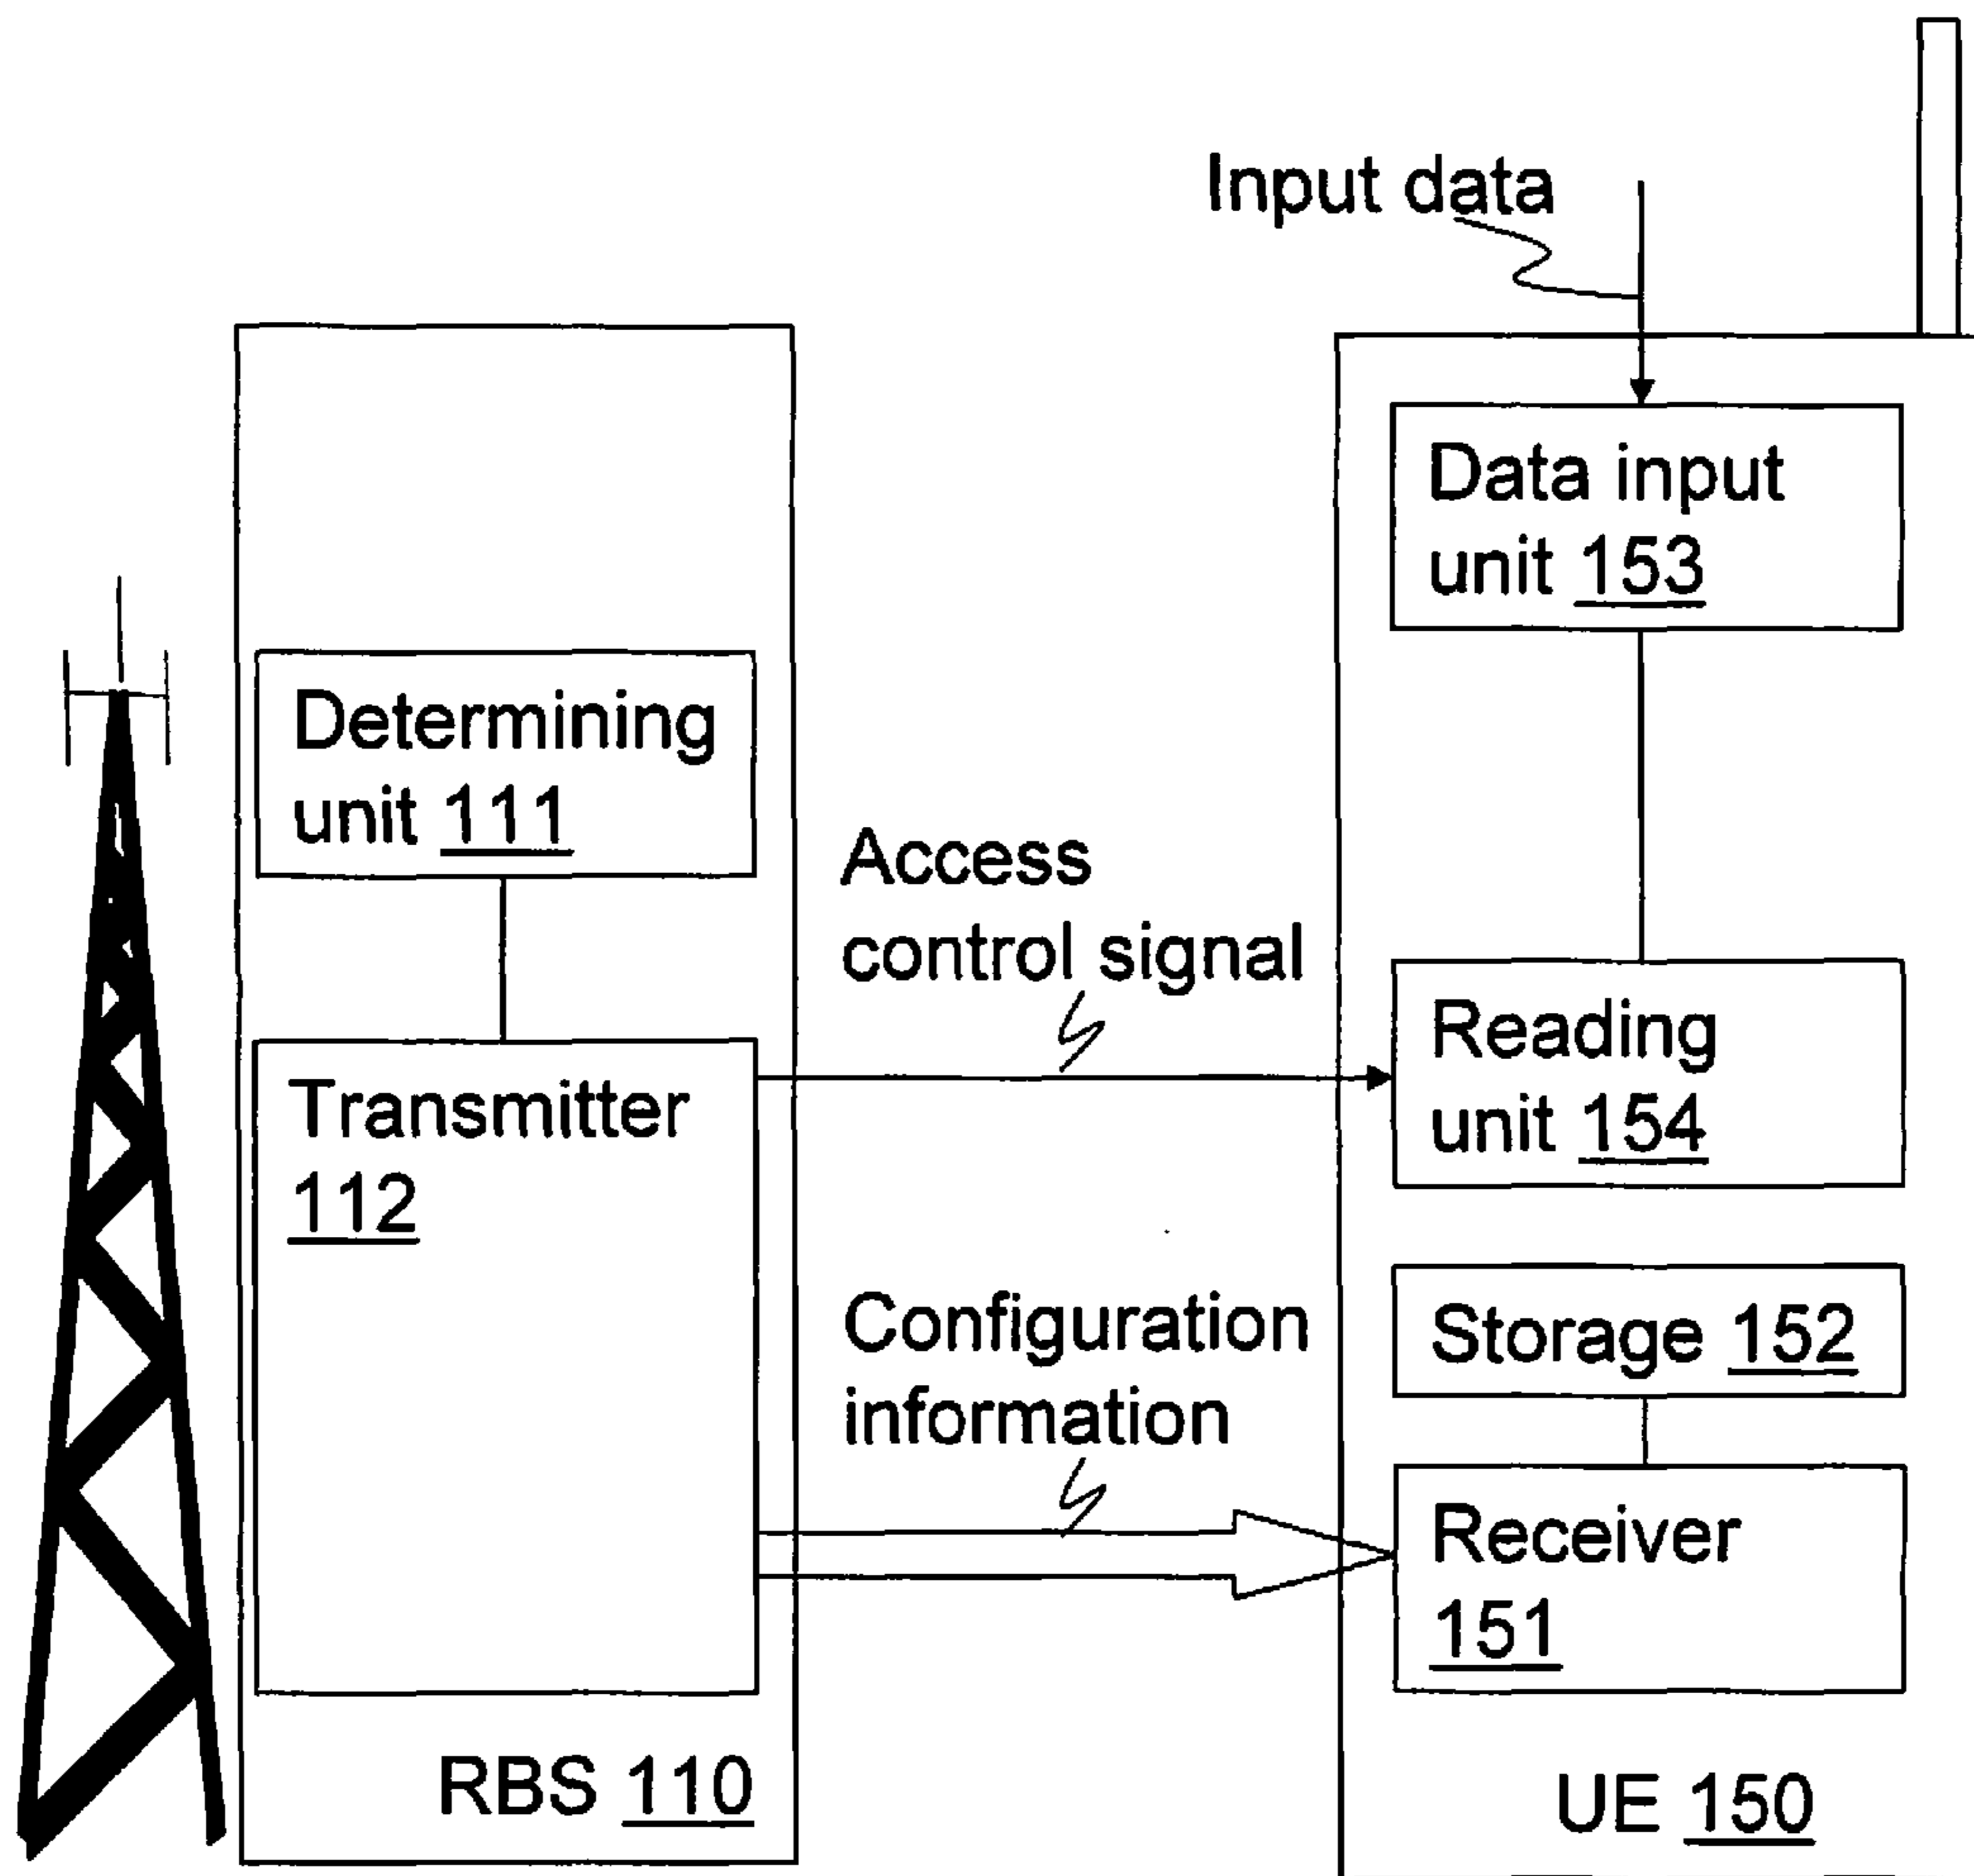 Input data
Data input
unit 153
Determining
unit 111
Access
control signal
Reading
unit 154
Transmitter
112
Storage 152
Configuration
information
Receiver
151
RBS 110
UE 150